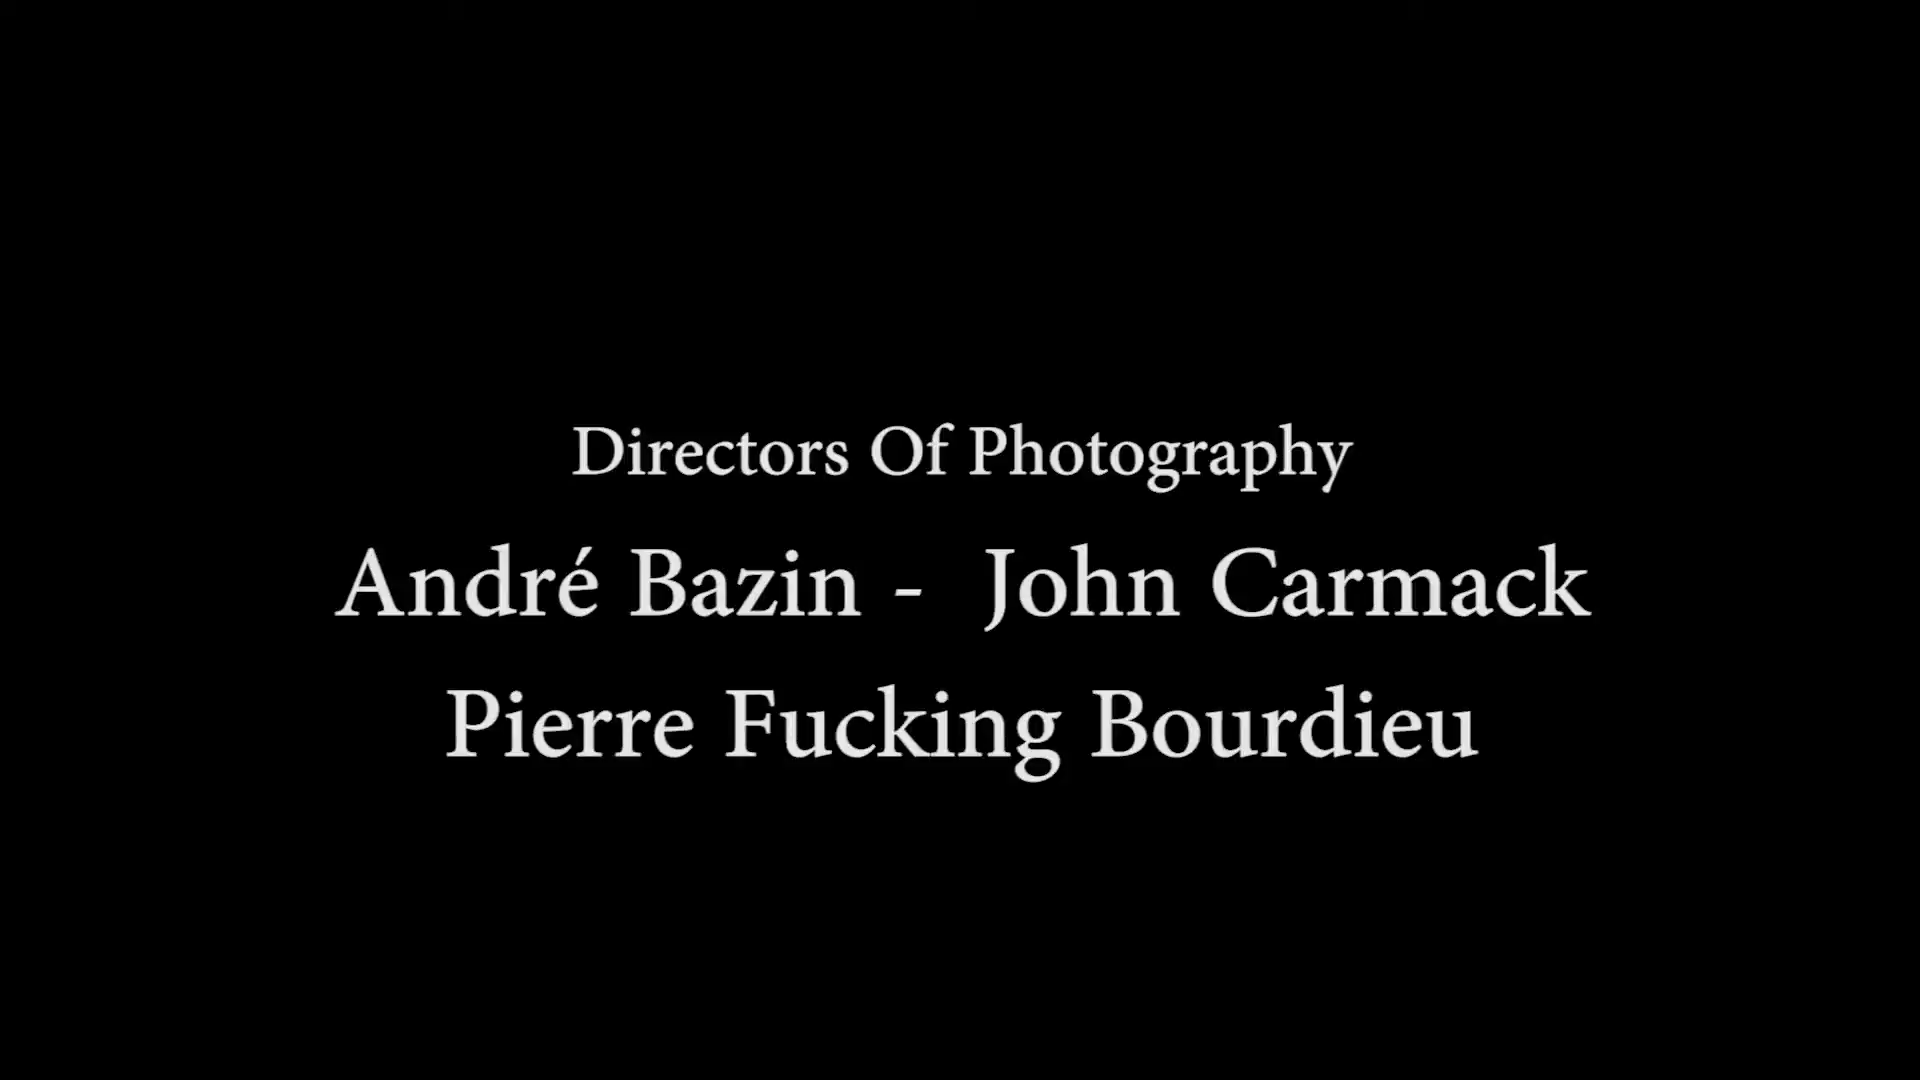 Directors Of Photography
André Bazin -  John Carmack
Pierre Fucking Bourdieu